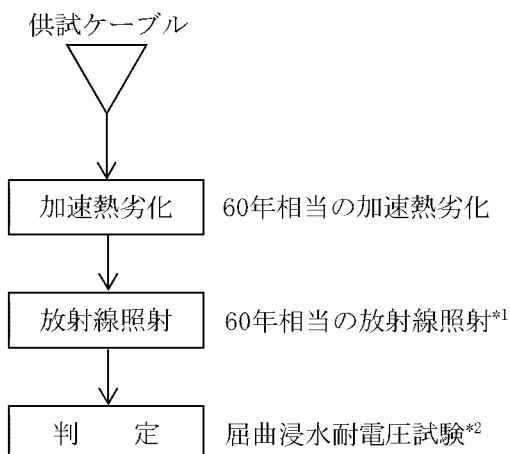 供試ケーブル
加速熱劣化 60年相当の加速熱劣化
放射線照射 60年相当の放射線照射*1
判 定 屈曲浸水耐電圧試験*2